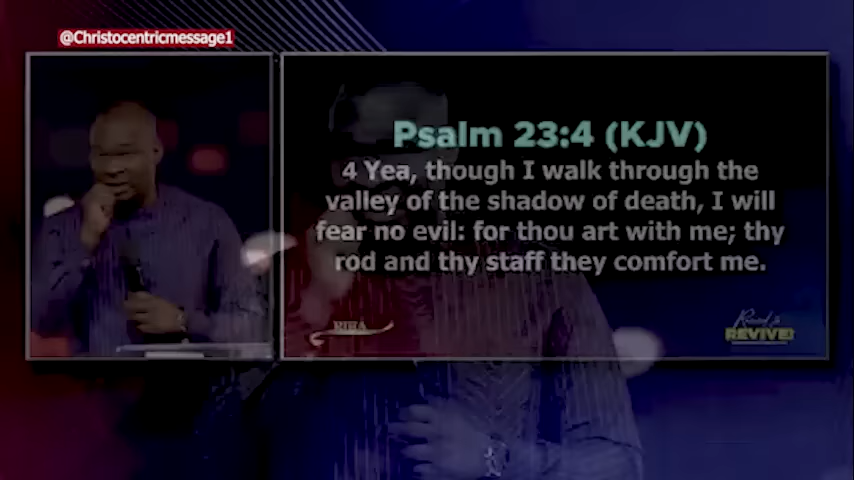 @Christocentricmessage1
Psalm 23:4 (KJV)
4 Yea, though I walk through the
valley of the shadow of death, I will
fear no evil: for thou art with me; thy
rod and thy staff they comfort me.
REVIVE!